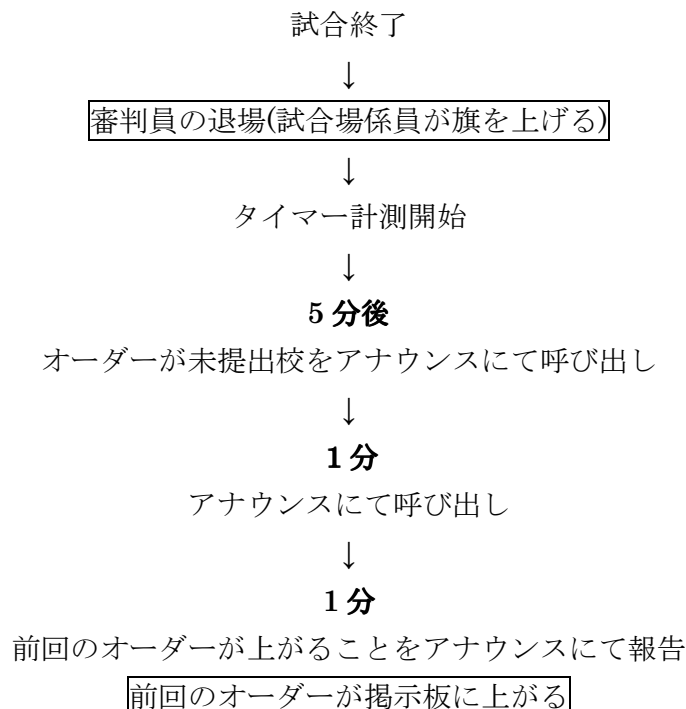 試合終了
↓
審判員の退場(試合場係員が旗を上げる)
↓
タイマー計測開始
↓
5 分後
オーダーが未提出校をアナウンスにて呼び出し
↓
1 分
アナウンスにて呼び出し
↓
1 分
前回のオーダーが上がることをアナウンスにて報告
前回のオーダーが掲示板に上がる